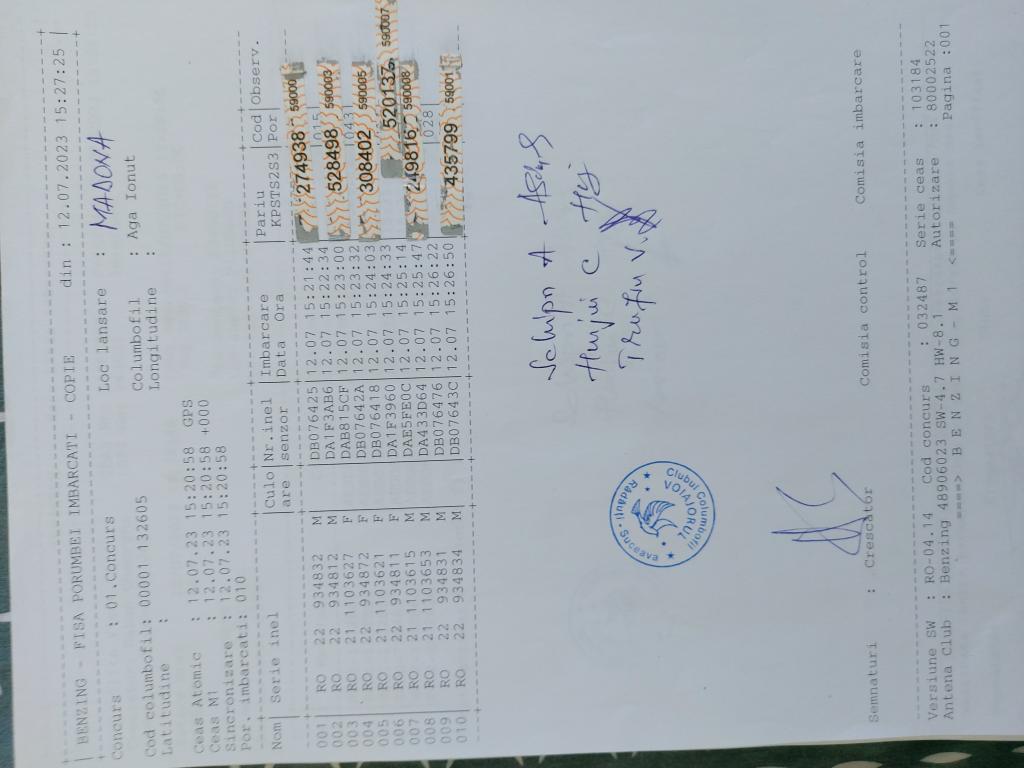 BENZING - FISA PORUMBEI IMBARCATI - COPIE din : 12.07.2023 15:27:25
Concurs : 01.Concurs Loc lansare : MADONA
Cod columbofil: 00001 132605 Columbofil : Aga Ionut
Latitudine : Longitudine :
Ceas Atomic : 12.07.23 15:20:58 GPS
Ceas M1 : 12.07.23 15:20:58 +000
Sincronizare : 12.07.23 15:20:58
Por. imbarcati: 010
Nom Serie inel Culo Nr.inel Imbarcare Pariu Cod Observ.
are senzor Data Ora KPSTS2S3 Por
001 RO 22 934832 M DB076425 12.07 15:21:44 274938
002 RO 22 934812 M DA1F3AB6 12.07 15:22:34 015 590003
003 RO 21 1103627 F DAB815CF 12.07 15:23:00 528498
004 RO 22 934872 F DB07642A 12.07 15:23:32 043 590005
005 RO 21 1103621 F DB076418 12.07 15:24:03 308402
006 RO 22 934811 F DA1F3960 12.07 15:24:33 590007
007 RO 21 1103615 M DAE5FE0C 12.07 15:25:14 590008
008 RO 21 1103653 M DA433D64 12.07 15:25:47 249816
009 RO 22 934831 M DB076476 12.07 15:26:22 028
010 RO 22 934834 M DB07643C 12.07 15:26:50 435799
Clubul Columbofil
VOIAJORUL
Rădăuți - Suceava
Semnaturi : Crescator Comisia control Comisia imbarcare
Versiune SW : RO-04.14 Cod concurs : 032487 Serie ceas : 103184
Antena Club : Benzing 48906023 SW-4.7 HW-8.1 Autorizare : 80002522
====> B E N Z I N G - M 1 <==== Pagina :001